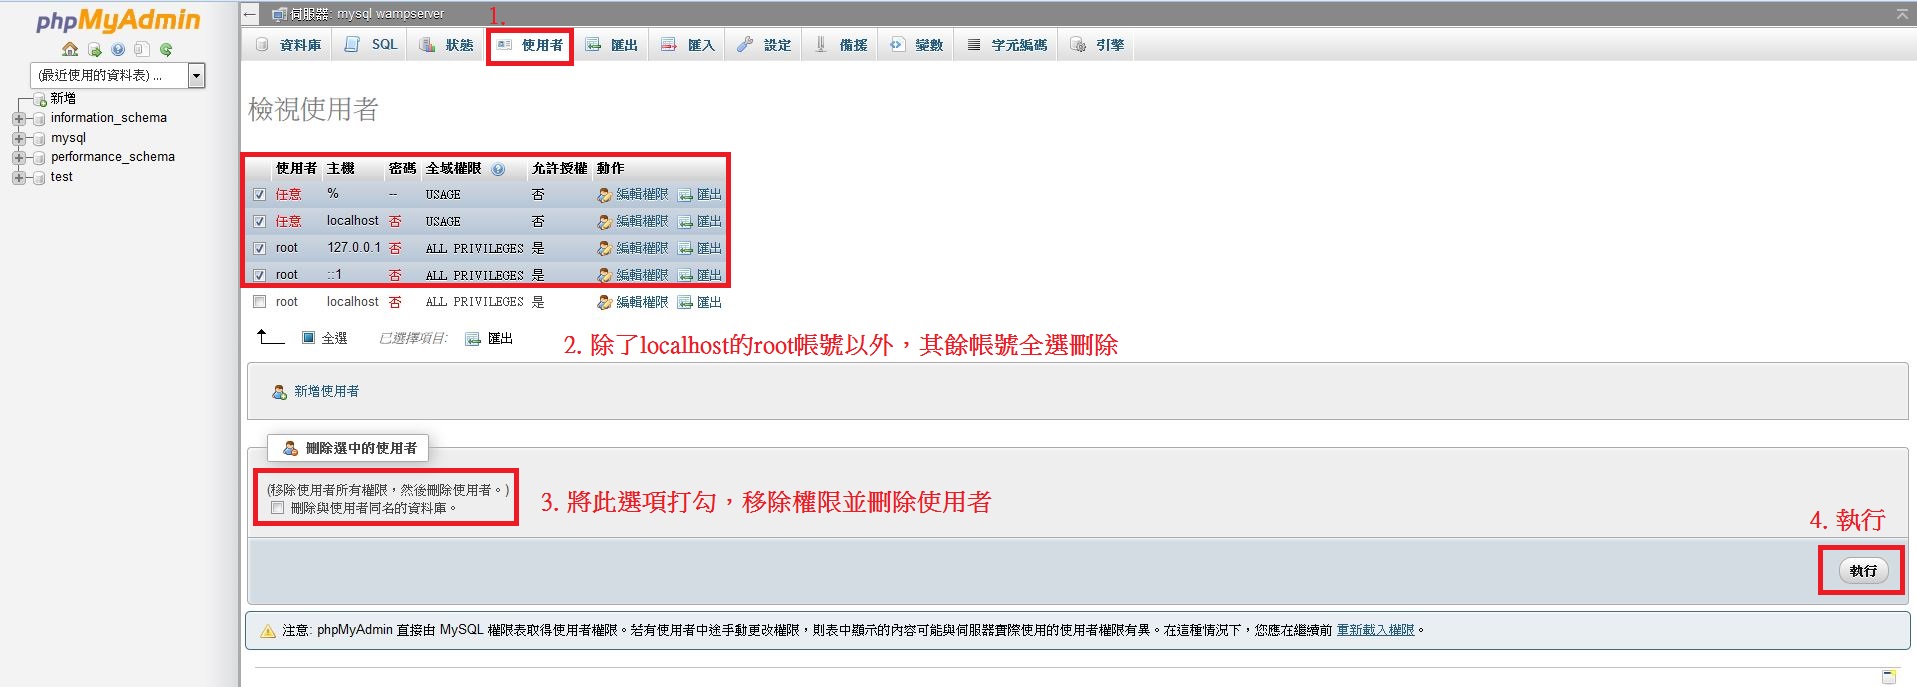 phpMyAdmin
(最近使用的資料表) ...
新增
information_schema
mysql
performance_schema
test
伺服器: mysql wampserver
1.
資料庫 SQL 狀態 使用者 匯出 匯入 設定 備援 變數 字元編碼 引擎
檢視使用者
使用者 主機 密碼 全域權限 允許授權 動作
任意 % -- USAGE 否 編輯權限 匯出
任意 localhost 否 USAGE 否 編輯權限 匯出
root 127.0.0.1 否 ALL PRIVILEGES 是 編輯權限 匯出
root ::1 否 ALL PRIVILEGES 是 編輯權限 匯出
root localhost 否 ALL PRIVILEGES 是 編輯權限 匯出
全選 已選擇項目: 匯出
2. 除了localhost的root帳號以外，其餘帳號全選刪除
新增使用者
刪除選中的使用者
(移除使用者所有權限，然後刪除使用者。)
刪除與使用者同名的資料庫。
3. 將此選項打勾，移除權限並刪除使用者
4. 執行
執行
注意: phpMyAdmin 直接由 MySQL 權限表取得使用者權限。若有使用者中途手動更改權限，則表中顯示的內容可能與伺服器實際使用的使用者權限有異。在這種情況下，您應在繼續前 重新載入權限。